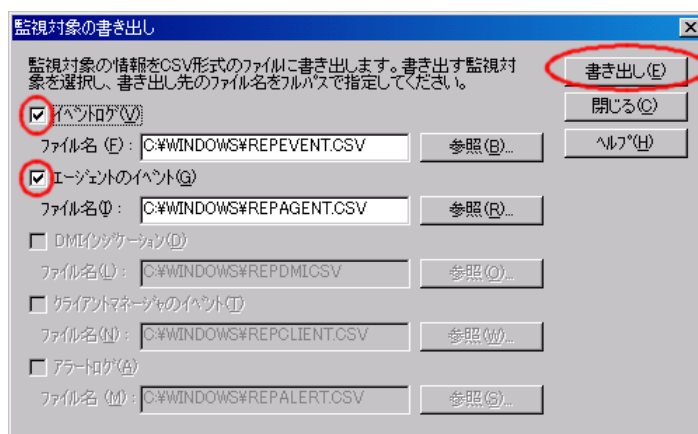 監視対象の書き出し
監視対象の情報をCSV形式のファイルに書き出します。書き出す監視対
象を選択し、書き出し先のファイル名をフルパスで指定してください。
書き出し(E)
閉じる(C)
ヘルプ(H)
イベントログ(V)
ファイル名 (F) : C:¥WINDOWS¥REPEVENT.CSV 参照(B)...
エージェントのイベント(G)
ファイル名(I) : C:¥WINDOWS¥REPAGENT.CSV 参照(R)...
DMIインジケーション(D)
ファイル名(L) : C:¥WINDOWS¥REPDMI.CSV 参照(O)...
クライアントマネージャのイベント(T)
ファイル名(N) : C:¥WINDOWS¥REPCLIENT.CSV 参照(W)...
アラートログ(A)
ファイル名 (M) : C:¥WINDOWS¥REPALERT.CSV 参照(S)...